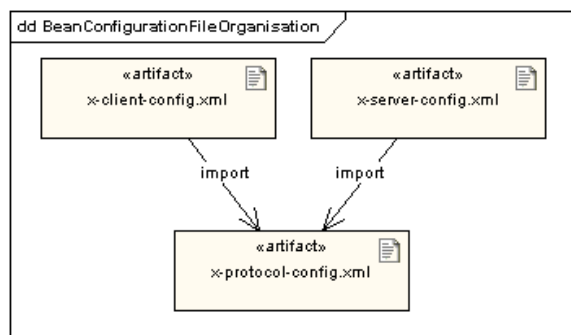 dd BeanConfigurationFileOrganisation
«artifact»
x-client-config.xml
«artifact»
x-server-config.xml
import
import
«artifact»
x-protocol-config.xml